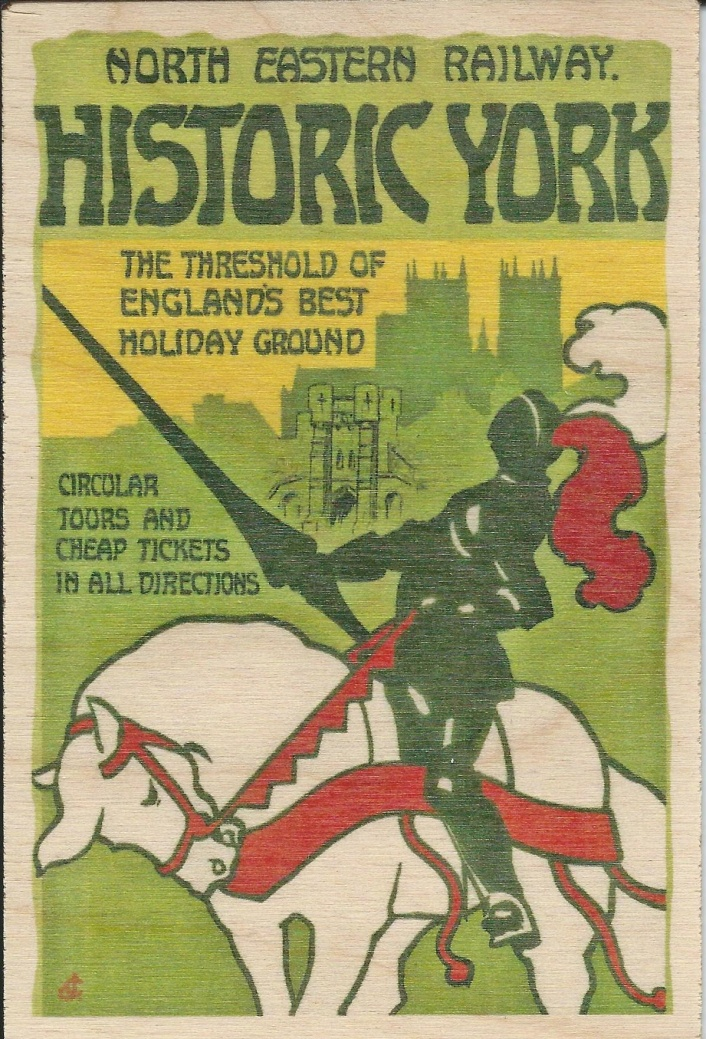 NORTH EASTERN RAILWAY.
HISTORIC YORK
THE THRESHOLD OF
ENGLAND'S BEST
HOLIDAY GROUND
CIRCULAR
TOURS AND
CHEAP TICKETS
IN ALL DIRECTIONS